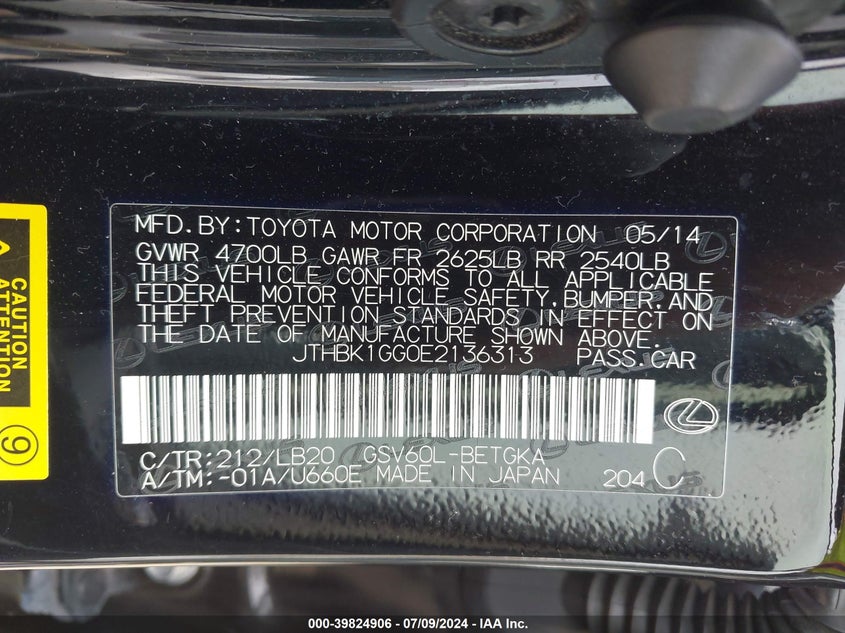 MFD.BY:TOYOTA MOTOR CORPORATION 05/14
GVWR 4700LB GAWR FR 2625LB RR 2540LB
THIS VEHICLE CONFORMS TO ALL APPLICABLE
FEDERAL MOTOR VEHICLE SAFETY,BUMPER,AND
THEFT PREVENTION STANDARDS IN EFFECT ON
THE DATE OF MANUFACTURE SHOWN ABOVE.
JTHBK1GG0E2136313 PASS.CAR
C/TR:212/LB20 GSV60L-BETGKA
A/TM:-01A/U660E MADE IN JAPAN 204 C
CAUTION
ATTENTION
9
000-39824906 / 07/09/2024 - IAA Inc.